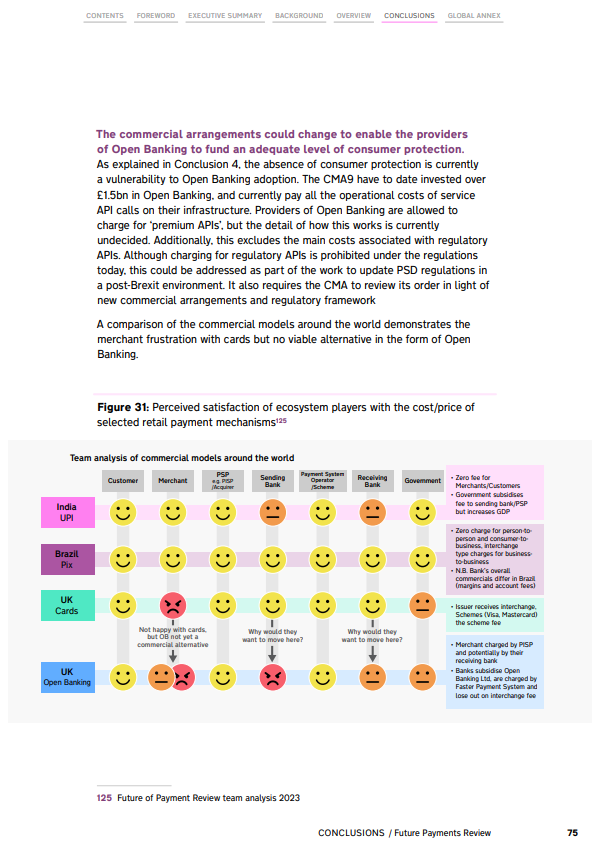 CONTENTS FOREWORD EXECUTIVE SUMMARY BACKGROUND OVERVIEW CONCLUSIONS GLOBAL ANNEX
The commercial arrangements could change to enable the providers
of Open Banking to fund an adequate level of consumer protection.
As explained in Conclusion 4, the absence of consumer protection is currently
a vulnerability to Open Banking adoption. The CMA9 have to date invested over
£1.5bn in Open Banking, and currently pay all the operational costs of service
API calls on their infrastructure. Providers of Open Banking are allowed to
charge for ‘premium APIs’, but the detail of how this works is currently
undecided. Additionally, this excludes the main costs associated with regulatory
APIs. Although charging for regulatory APIs is prohibited under the regulations
today, this could be addressed as part of the work to update PSD regulations in
a post-Brexit environment. It also requires the CMA to review its order in light of
new commercial arrangements and regulatory framework
A comparison of the commercial models around the world demonstrates the
merchant frustration with cards but no viable alternative in the form of Open
Banking.
Figure 31: Perceived satisfaction of ecosystem players with the cost/price of
selected retail payment mechanisms125
Team analysis of commercial models around the world
Customer
Merchant
PSP
e.g. PISP
/Acquirer
Sending
Bank
Payment System
Operator
/Scheme
Receiving
Bank
Government
India
UPI
• Zero fee for
Merchants/Customers
• Government subsidises
fee to sending bank/PSP
but increases GDP
Brazil
Pix
• Zero charge for person-to-
person and consumer-to-
business, interchange
type charges for business-
to-business
• N.B. Bank's overall
commercials differ in Brazil
(margins and account fees)
UK
Cards
• Issuer receives interchange,
Schemes (Visa, Mastercard)
the scheme fee
Not happy with cards,
but OB not yet a
commercial alternative
Why would they
want to move here?
Why would they
want to move here?
UK
Open Banking
• Merchant charged by PISP
and potentially by their
receiving bank
• Banks subsidise Open
Banking Ltd, are charged by
Faster Payment System and
lose out on interchange fee
125 Future of Payment Review team analysis 2023
CONCLUSIONS / Future Payments Review 75